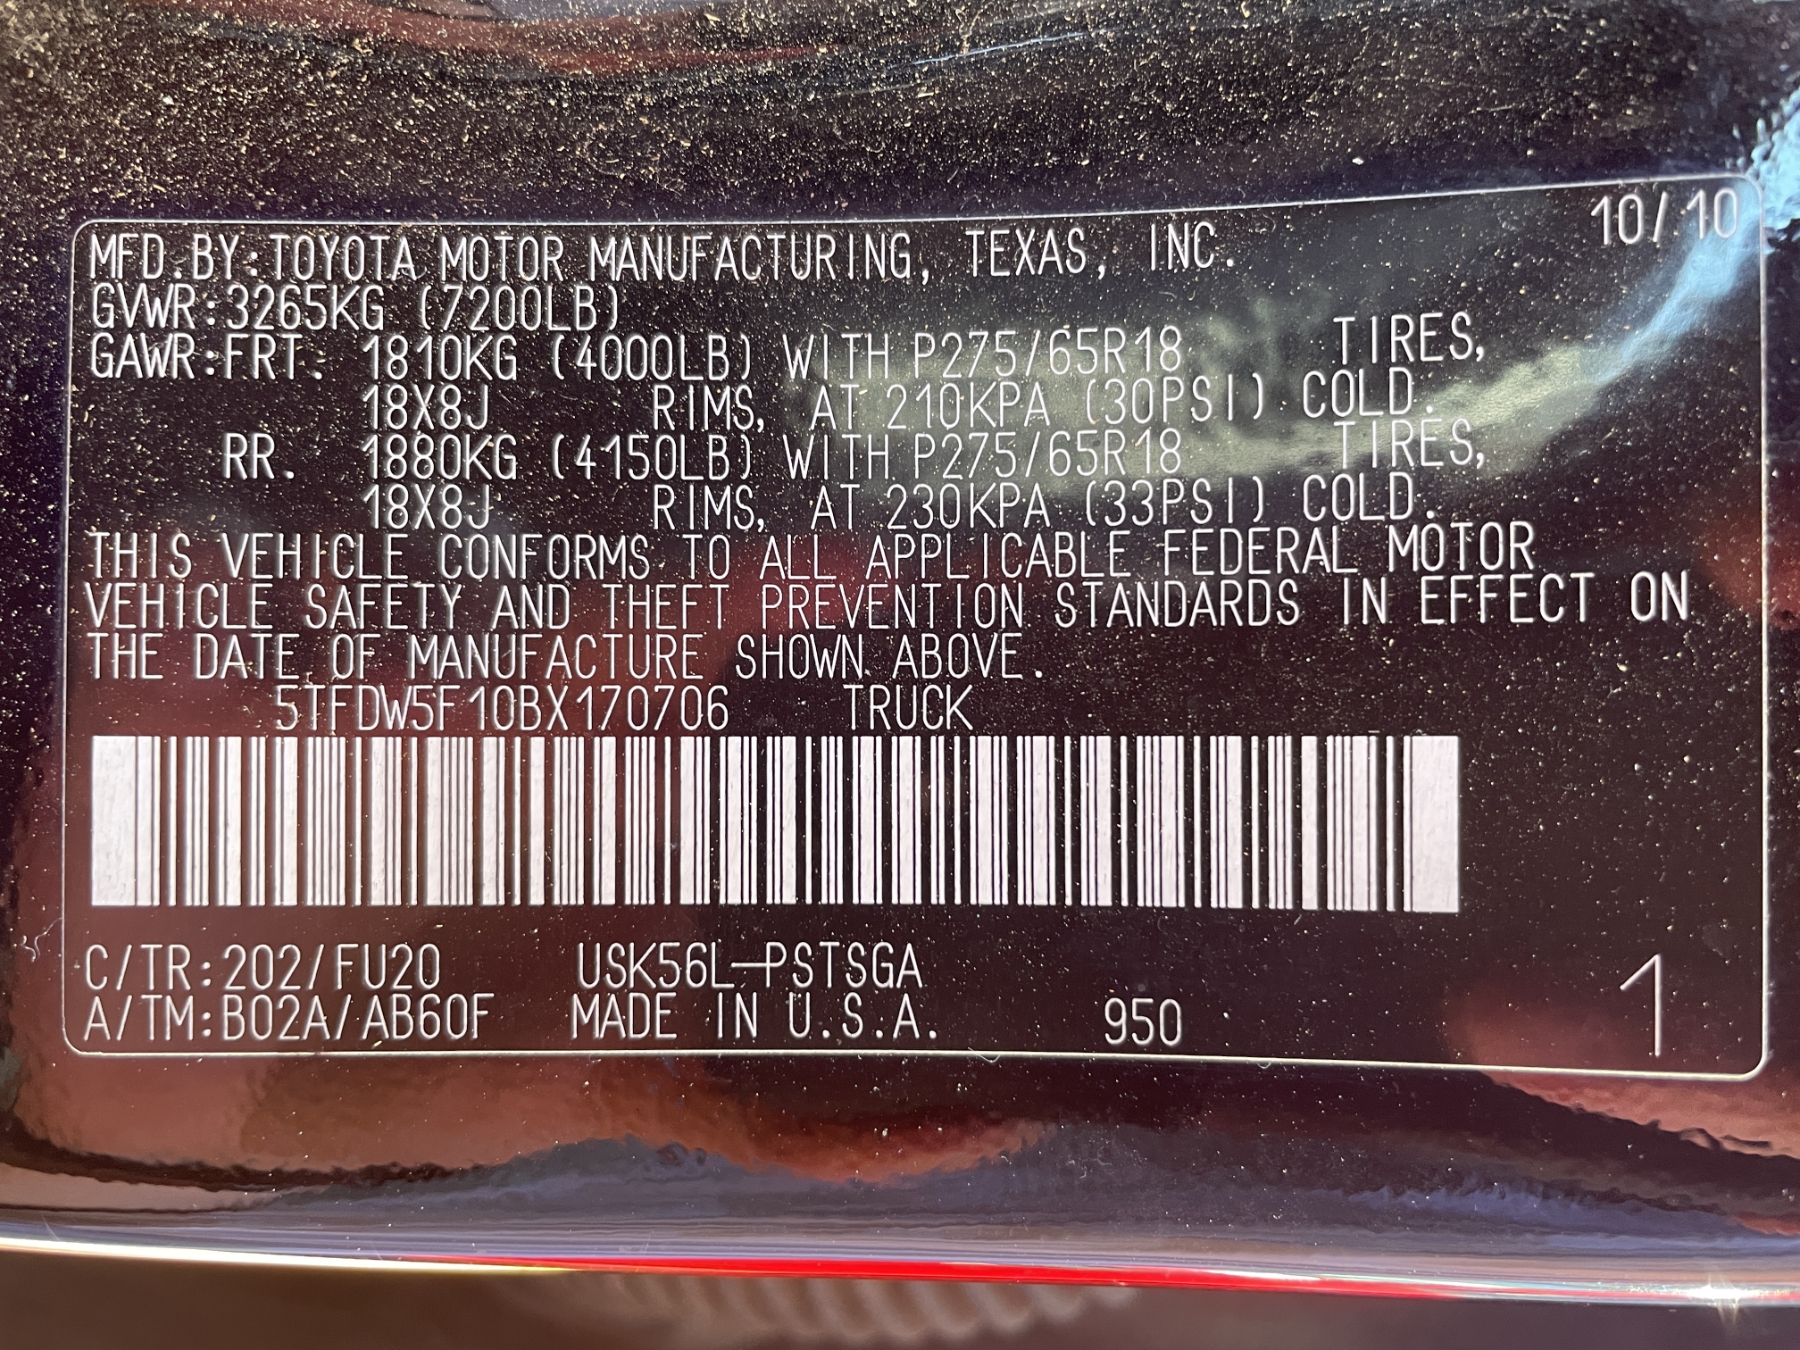 10/10
MFD.BY:TOYOTA MOTOR MANUFACTURING, TEXAS, INC.
GVWR:3265KG (7200LB)
GAWR:FRT. 1810KG (4000LB) WITH P275/65R18 TIRES,
18X8J RIMS, AT 210KPA (30PSI) COLD.
RR. 1880KG (4150LB) WITH P275/65R18 TIRES,
18X8J RIMS, AT 230KPA (33PSI) COLD.
THIS VEHICLE CONFORMS TO ALL APPLICABLE FEDERAL MOTOR
VEHICLE SAFETY AND THEFT PREVENTION STANDARDS IN EFFECT ON
THE DATE OF MANUFACTURE SHOWN ABOVE.
5TFDW5F10BX170706 TRUCK
C/TR:202/FU20 USK56L-PSTSGA
A/TM:B02A/AB60F MADE IN U.S.A. 950
1